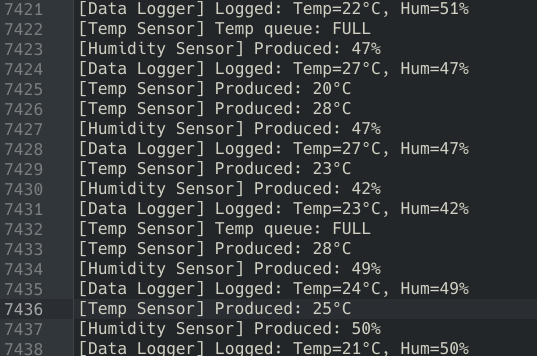 7421 [Data Logger] Logged: Temp=22°C, Hum=51%
7422 [Temp Sensor] Temp queue: FULL
7423 [Humidity Sensor] Produced: 47%
7424 [Data Logger] Logged: Temp=27°C, Hum=47%
7425 [Temp Sensor] Produced: 20°C
7426 [Temp Sensor] Produced: 28°C
7427 [Humidity Sensor] Produced: 47%
7428 [Data Logger] Logged: Temp=27°C, Hum=47%
7429 [Temp Sensor] Produced: 23°C
7430 [Humidity Sensor] Produced: 42%
7431 [Data Logger] Logged: Temp=23°C, Hum=42%
7432 [Temp Sensor] Temp queue: FULL
7433 [Temp Sensor] Produced: 28°C
7434 [Humidity Sensor] Produced: 49%
7435 [Data Logger] Logged: Temp=24°C, Hum=49%
7436 [Temp Sensor] Produced: 25°C
7437 [Humidity Sensor] Produced: 50%
7438 [Data Logger] Logged: Temp=21°C, Hum=50%